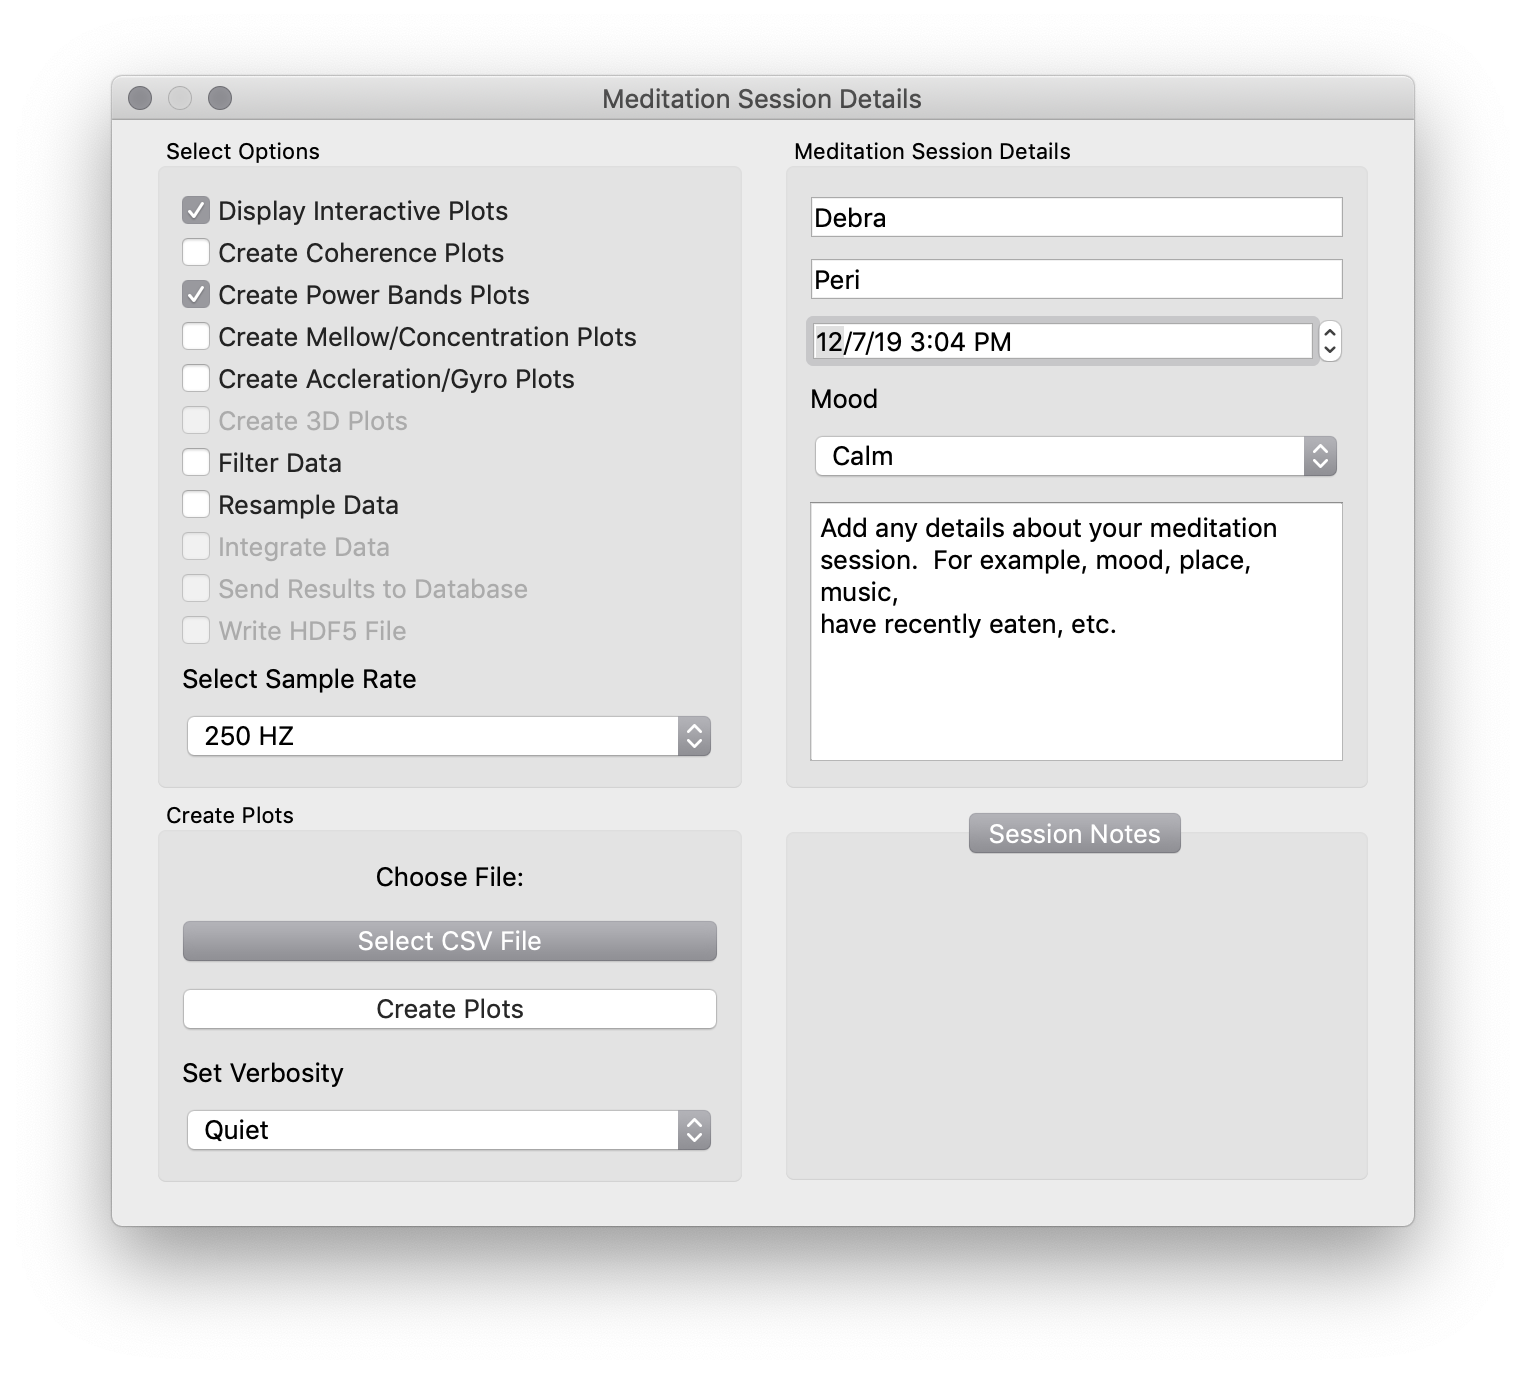 Meditation Session Details
Select Options
Display Interactive Plots
Create Coherence Plots
Create Power Bands Plots
Create Mellow/Concentration Plots
Create Accleration/Gyro Plots
Create 3D Plots
Filter Data
Resample Data
Integrate Data
Send Results to Database
Write HDF5 File
Select Sample Rate
250 HZ
Meditation Session Details
Debra
Peri
12/7/19 3:04 PM
Mood
Calm
Add any details about your meditation
session.  For example, mood, place,
music,
have recently eaten, etc.
Create Plots
Choose File:
Select CSV File
Create Plots
Set Verbosity
Quiet
Session Notes